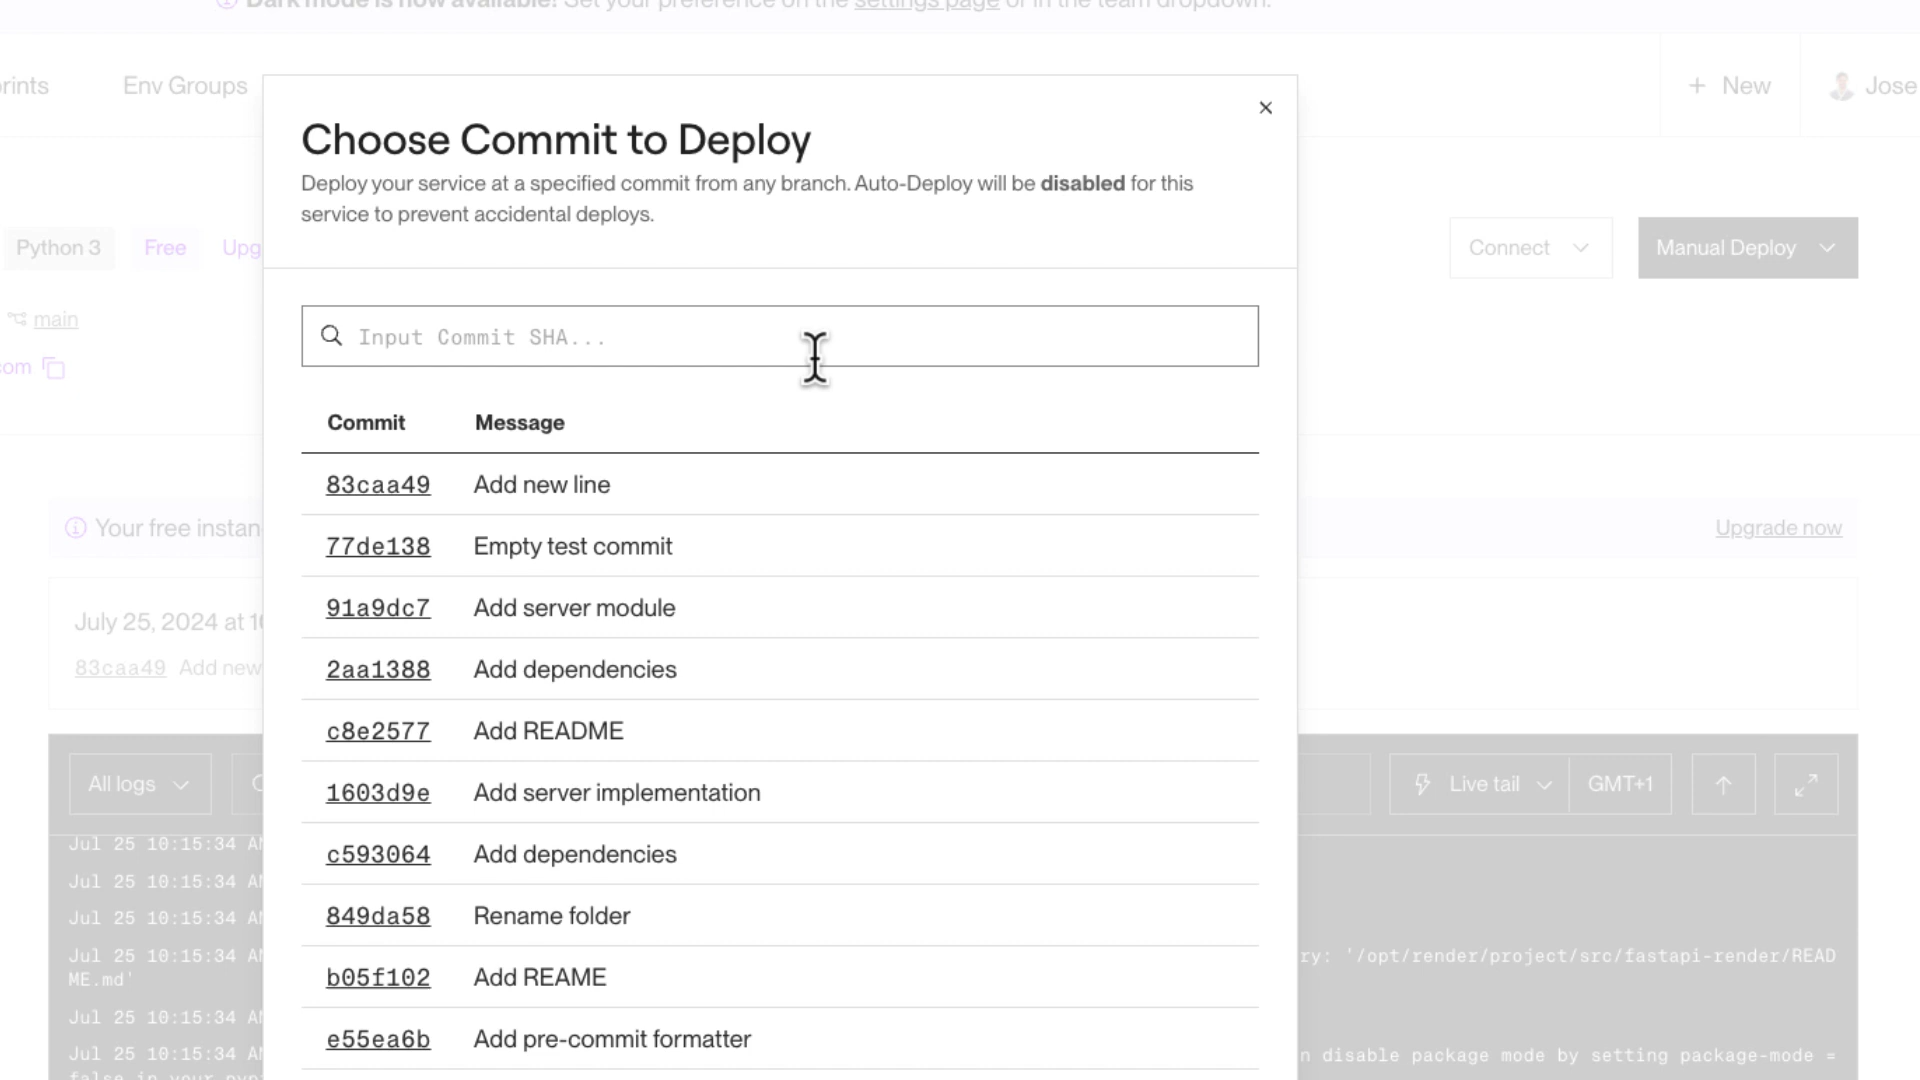 Dark mode is now available! Set your preference on the settings page or in the team dropdown.
rints
Env Groups
+ New
Jose
Choose Commit to Deploy
Deploy your service at a specified commit from any branch. Auto-Deploy will be disabled for this
service to prevent accidental deploys.
Python 3
Free
Upg
Connect
Manual Deploy
main
com
Input Commit SHA...
Commit Message
83caa49 Add new line
77de138 Empty test commit
91a9dc7 Add server module
2aa1388 Add dependencies
c8e2577 Add README
1603d9e Add server implementation
c593064 Add dependencies
849da58 Rename folder
b05f102 Add REAME
e55ea6b Add pre-commit formatter
Your free instan
Upgrade now
July 25, 2024 at 1
83caa49 Add new
All logs
Live tail
GMT+1
Jul 25 10:15:34 A
Jul 25 10:15:34 A
Jul 25 10:15:34 A
Jul 25 10:15:34 A ry: '/opt/render/project/src/fastapi-render/READ
ME.md'
Jul 25 10:15:34 A
Jul 25 10:15:34 A n disable package mode by setting package-mode =
false in your pyp